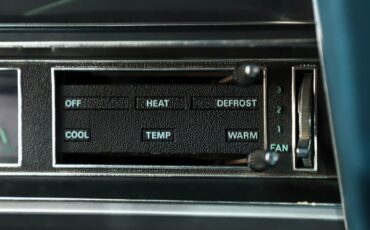 OFF HEAT DEFROST
COOL TEMP WARM
3
2
1
FAN